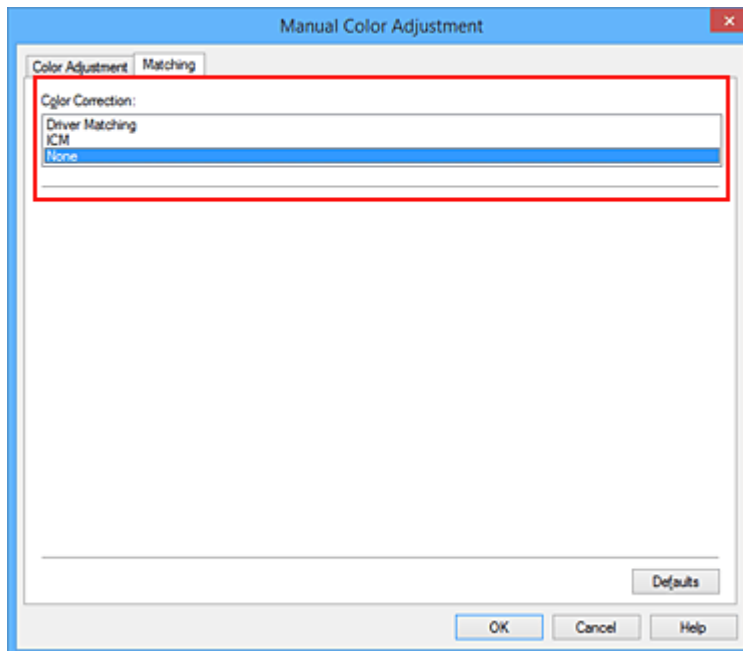 Manual Color Adjustment
Color Adjustment Matching
Color Correction:
Driver Matching
ICM
None
Defaults
OK Cancel Help